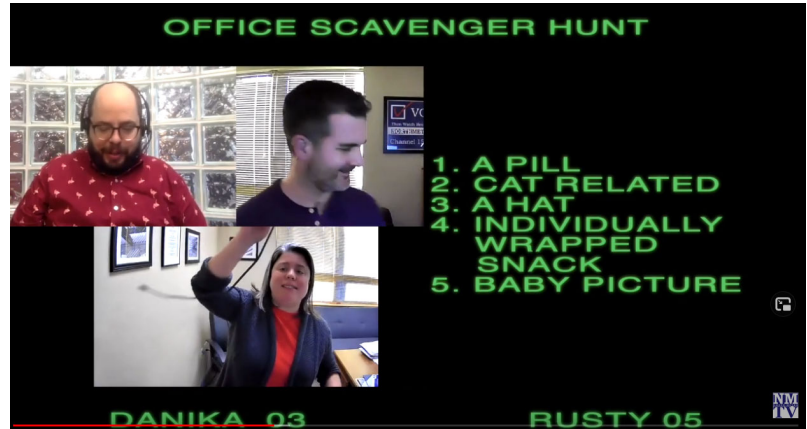 OFFICE SCAVENGER HUNT
1. A PILL
2. CAT RELATED
3. A HAT
4. INDIVIDUALLY
WRAPPED
SNACK
5. BABY PICTURE
DANIKA 03
RUSTY 05
NM
TV